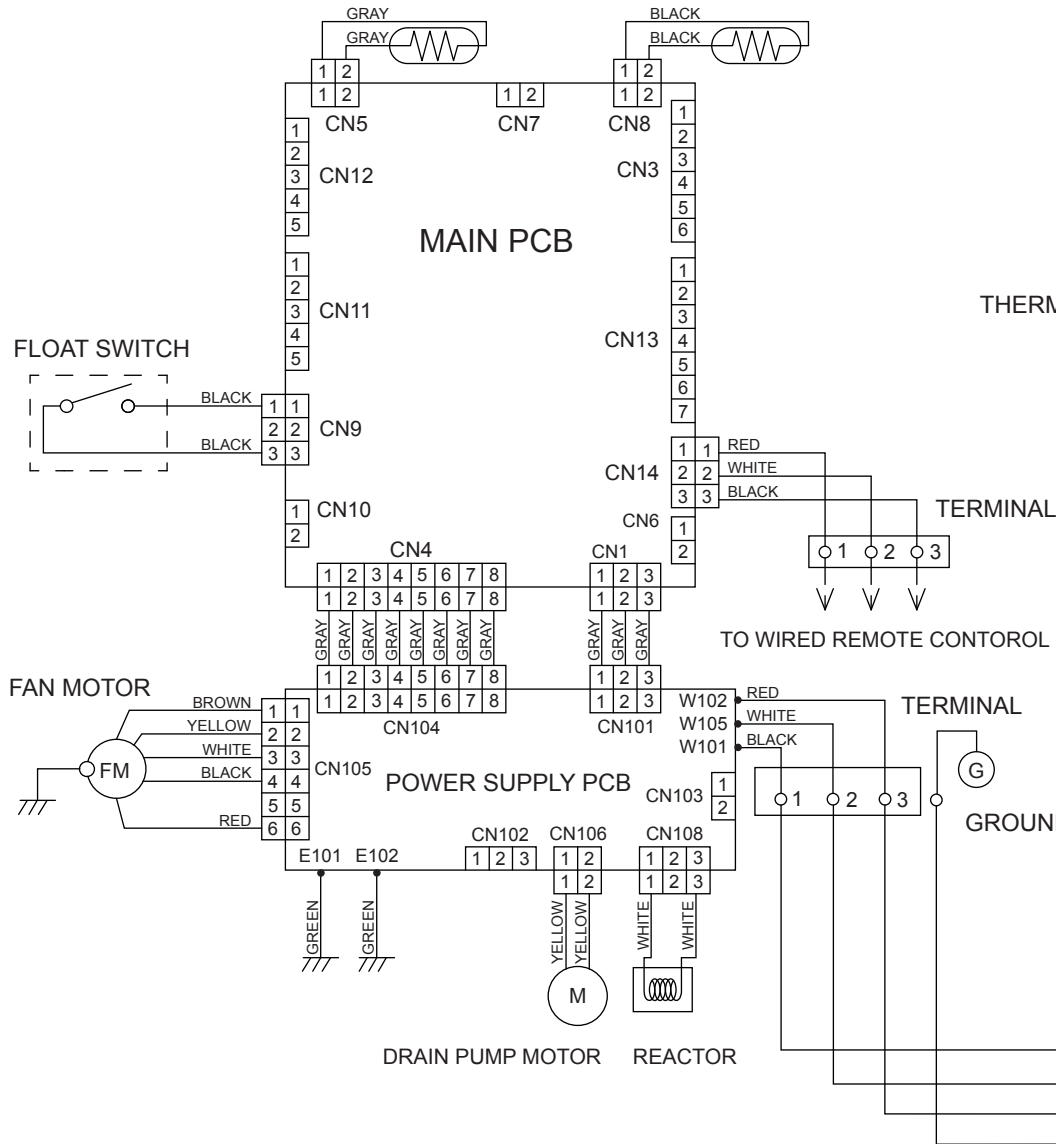 GRAY
BLACK
GRAY
BLACK
1 2
1 2
1 2
1 2
1 2
CN5
CN7
CN8
1
2
3
4
5
CN12
1
2
3
4
5
6
CN3
MAIN PCB
1
2
3
4
5
CN11
1
2
3
4
5
6
7
CN13
THERM
FLOAT SWITCH
BLACK
BLACK
1 1
2 2
3 3
CN9
CN14
1 1
2 2
3 3
RED
WHITE
BLACK
CN10
1
2
CN6
1
2
TERMINAL
1 2 3
TO WIRED REMOTE CONTOROL
CN4
1 2 3 4 5 6 7 8
1 2 3 4 5 6 7 8
CN1
1 2 3
1 2 3
GRAY GRAY GRAY GRAY GRAY GRAY GRAY GRAY
GRAY GRAY GRAY
1 2 3 4 5 6 7 8
1 2 3 4 5 6 7 8
CN104
1 2 3
1 2 3
CN101
FAN MOTOR
FM
BROWN
YELLOW
WHITE
BLACK
RED
1 1
2 2
3 3
4 4
5 5
6 6
CN105
POWER SUPPLY PCB
W102
W105
W101
RED
WHITE
BLACK
TERMINAL
G
1 2 3
GROUN
CN103
1
2
E101 E102
CN102
1 2 3
CN106
1 2
1 2
CN108
1 2 3
1 2 3
GREEN
GREEN
YELLOW
YELLOW
WHITE
WHITE
M
DRAIN PUMP MOTOR
REACTOR